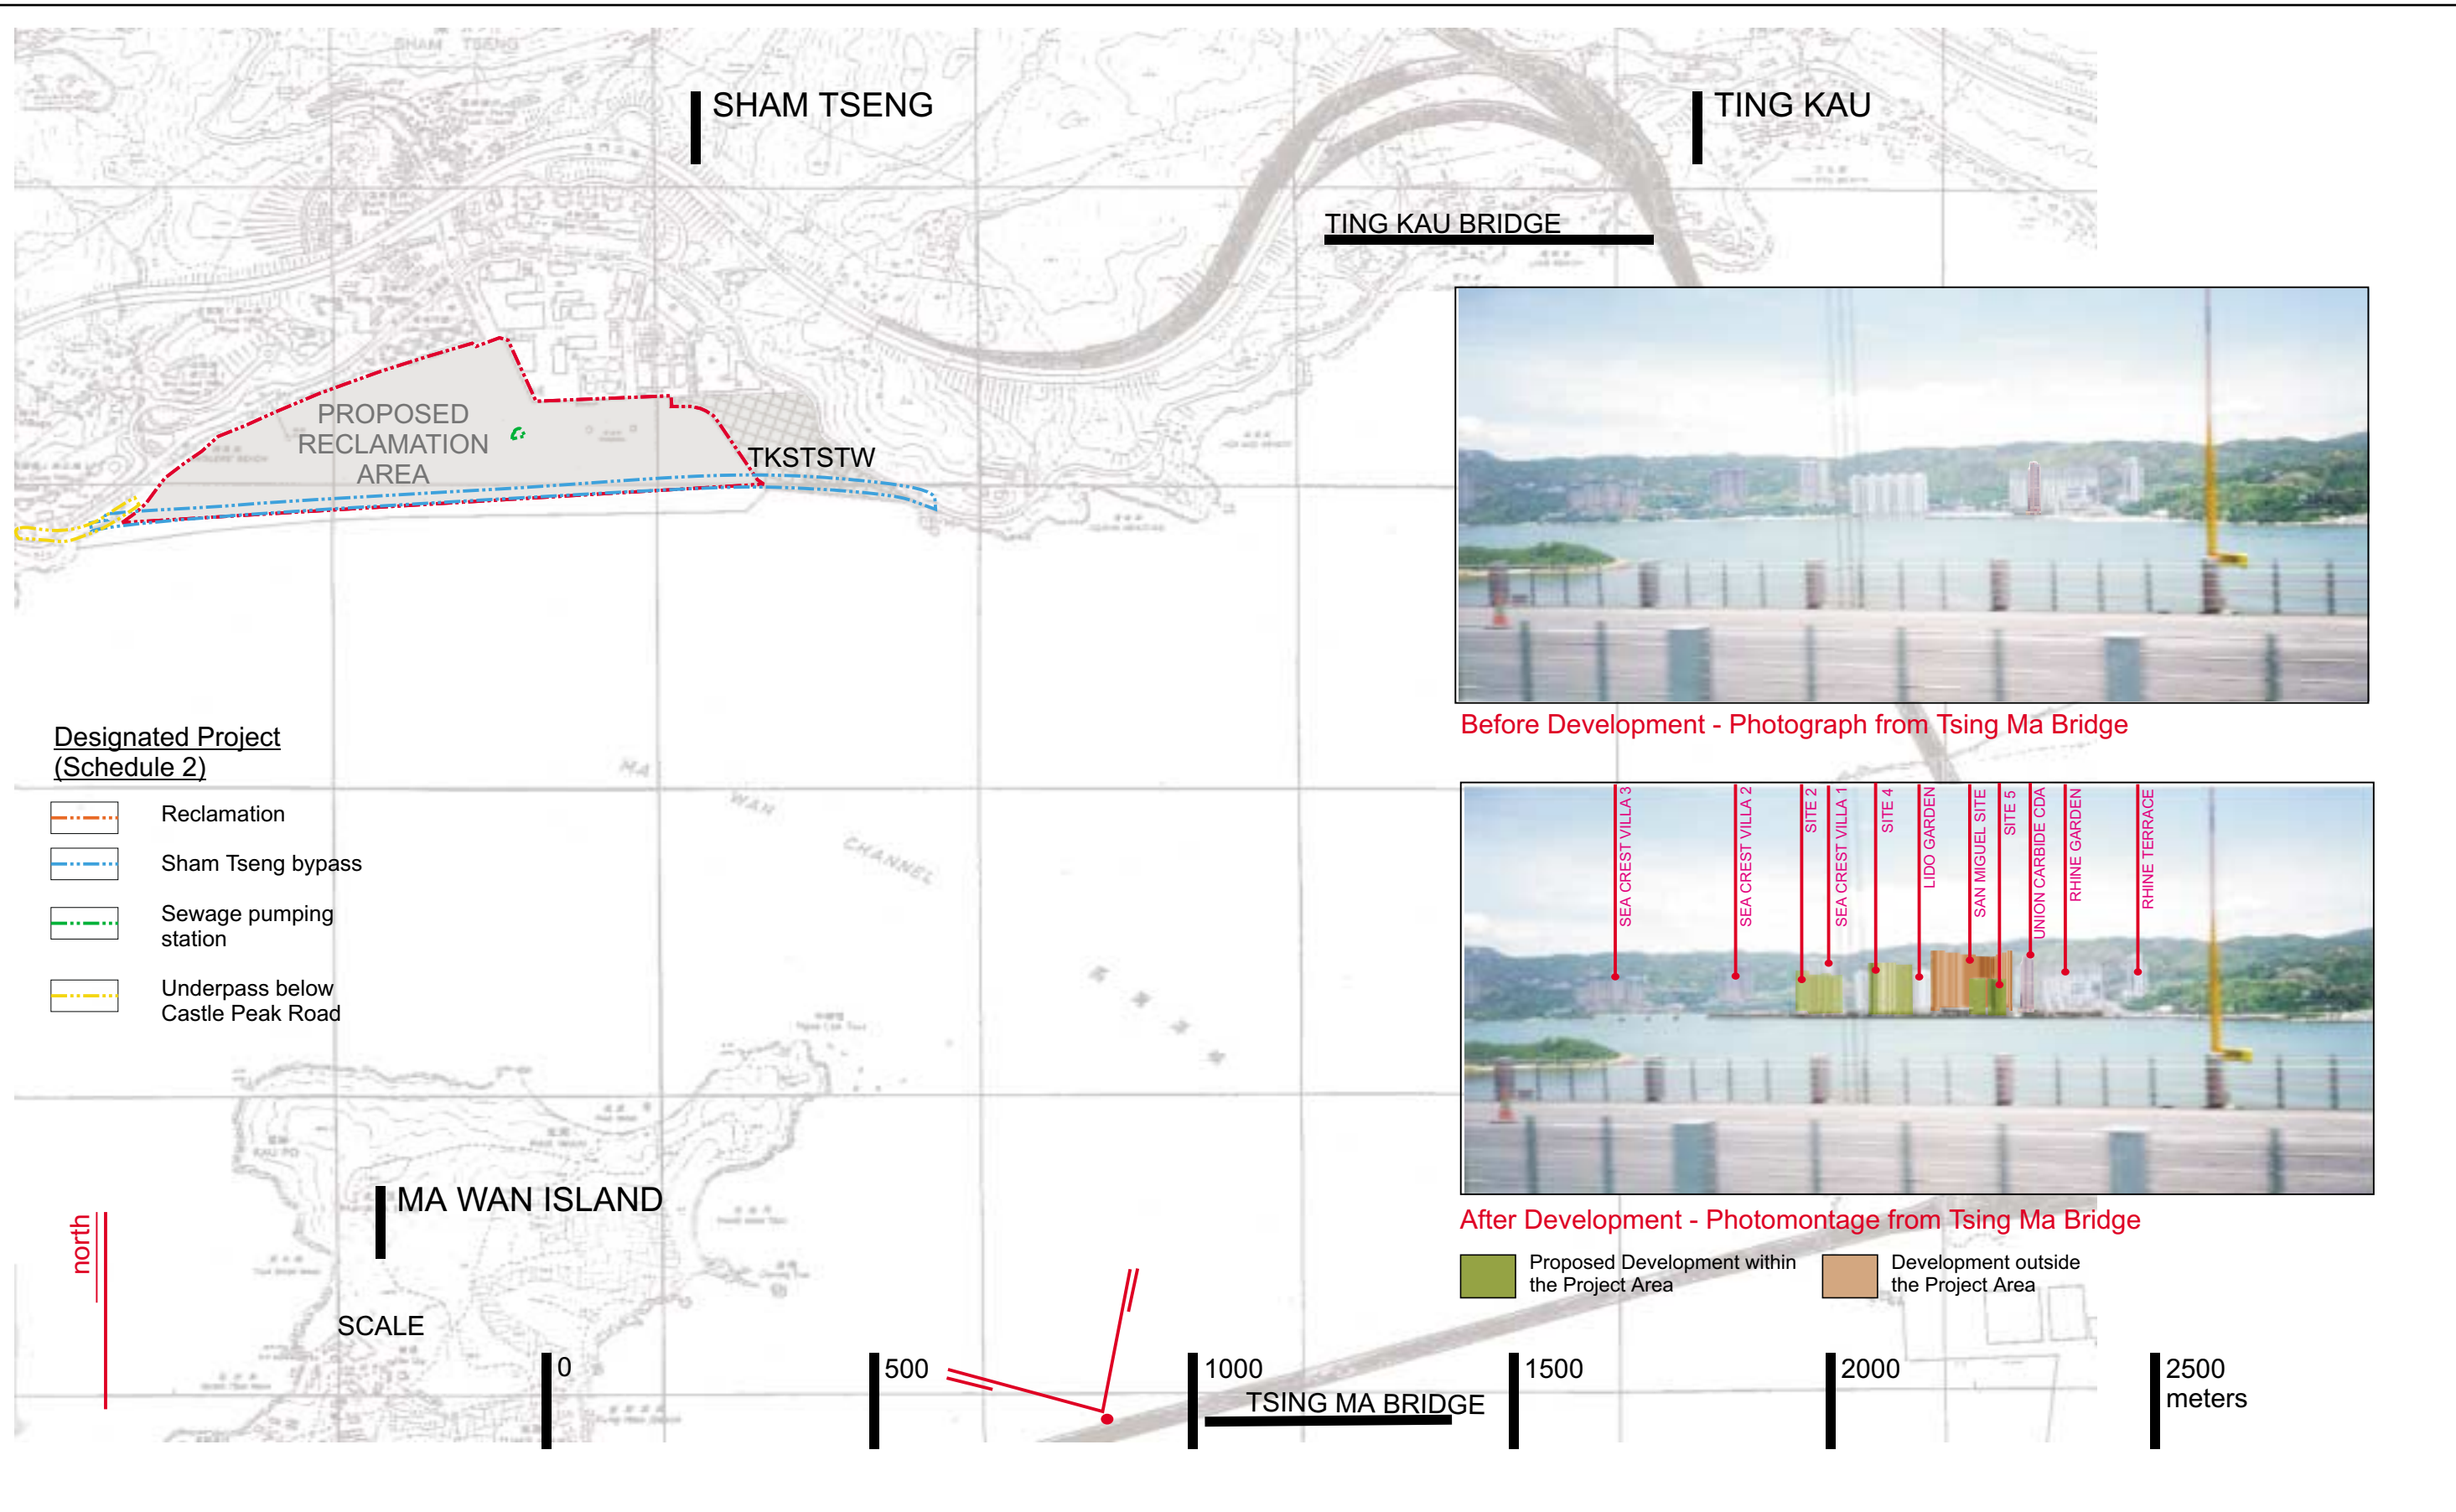 SHAM TSENG
SHAM TSENG
TING KAU
TING KAU BRIDGE
PROPOSED
RECLAMATION
AREA
TKSTSTW
Before Development - Photograph from Tsing Ma Bridge
Designated Project
(Schedule 2)
Reclamation
Sham Tseng bypass
Sewage pumping
station
Underpass below
Castle Peak Road
MA
WAN
CHANNEL
SEA CREST VILLA 3
SEA CREST VILLA 2
SITE 2
SEA CREST VILLA 1
SITE 4
LIDO GARDEN
SAN MIGUEL SITE
SITE 5
UNION CARBIDE CDA
RHINE GARDEN
RHINE TERRACE
After Development - Photomontage from Tsing Ma Bridge
Proposed Development within
the Project Area
Development outside
the Project Area
MA WAN ISLAND
north
SCALE
0
500
1000
1500
2000
2500
meters
TSING MA BRIDGE